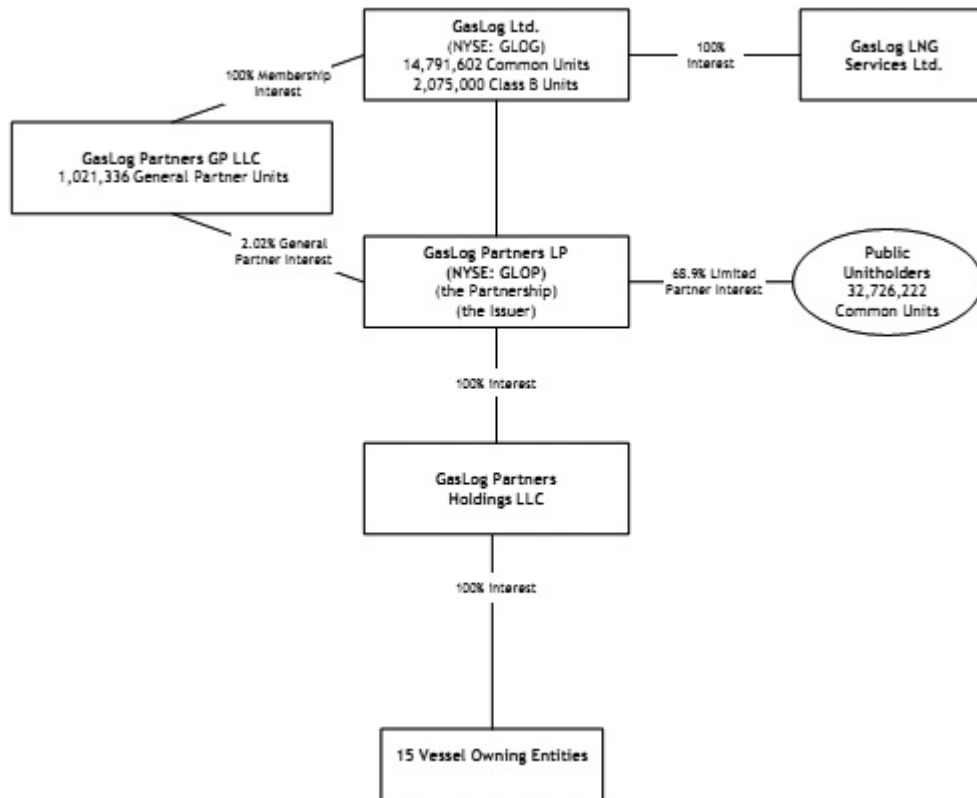 GasLog Ltd.
(NYSE: GLOG)
14,791,602 Common Units
2,075,000 Class B Units
100%
Interest
GasLog LNG
Services Ltd.
100% Membership
Interest
GasLog Partners GP LLC
1,021,336 General Partner Units
2.02% General
Partner Interest
GasLog Partners LP
(NYSE: GLOP)
(the Partnership)
(the Issuer)
68.9% Limited
Partner Interest
Public
Unitholders
32,726,222
Common Units
100% Interest
GasLog Partners
Holdings LLC
100% Interest
15 Vessel Owning Entities